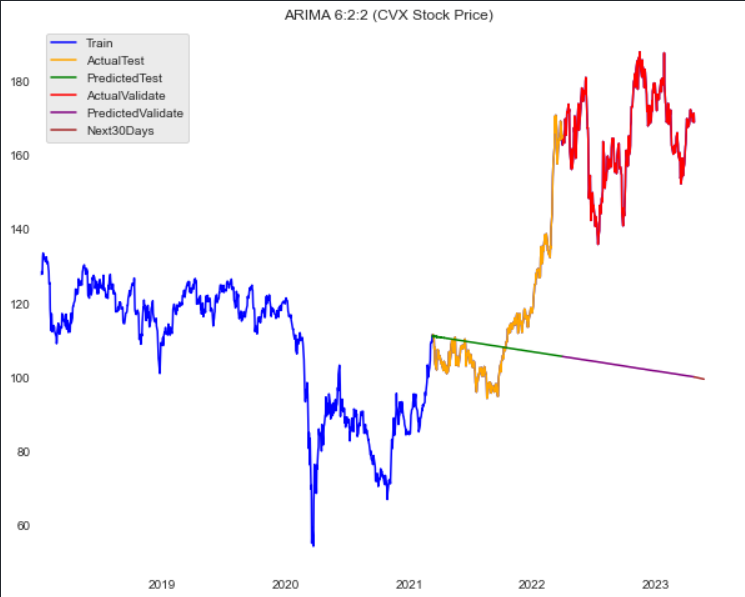 ARIMA 6:2:2 (CVX Stock Price)
Train
ActualTest
PredictedTest
ActualValidate
PredictedValidate
Next30Days
180
160
140
120
100
80
60
2019 2020 2021 2022 2023